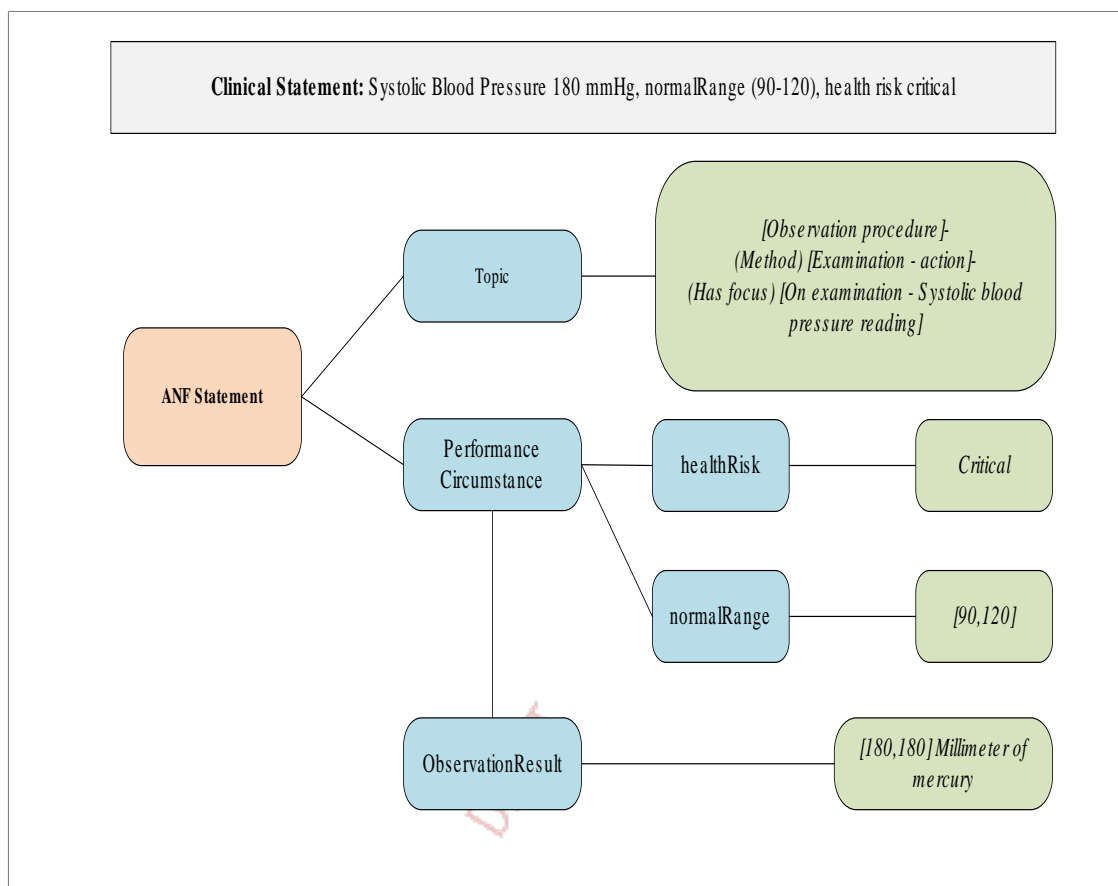 Clinical Statement: Systolic Blood Pressure 180 mmHg, normalRange (90-120), health risk critical
[Observation procedure]-
(Method) [Examination - action]-
(Has focus) [On examination - Systolic blood
pressure reading]
Topic
ANF Statement
Performance
Circumstance
healthRisk
Critical
normalRange
[90,120]
ObservationResult
[180,180] Millimeter of
mercury